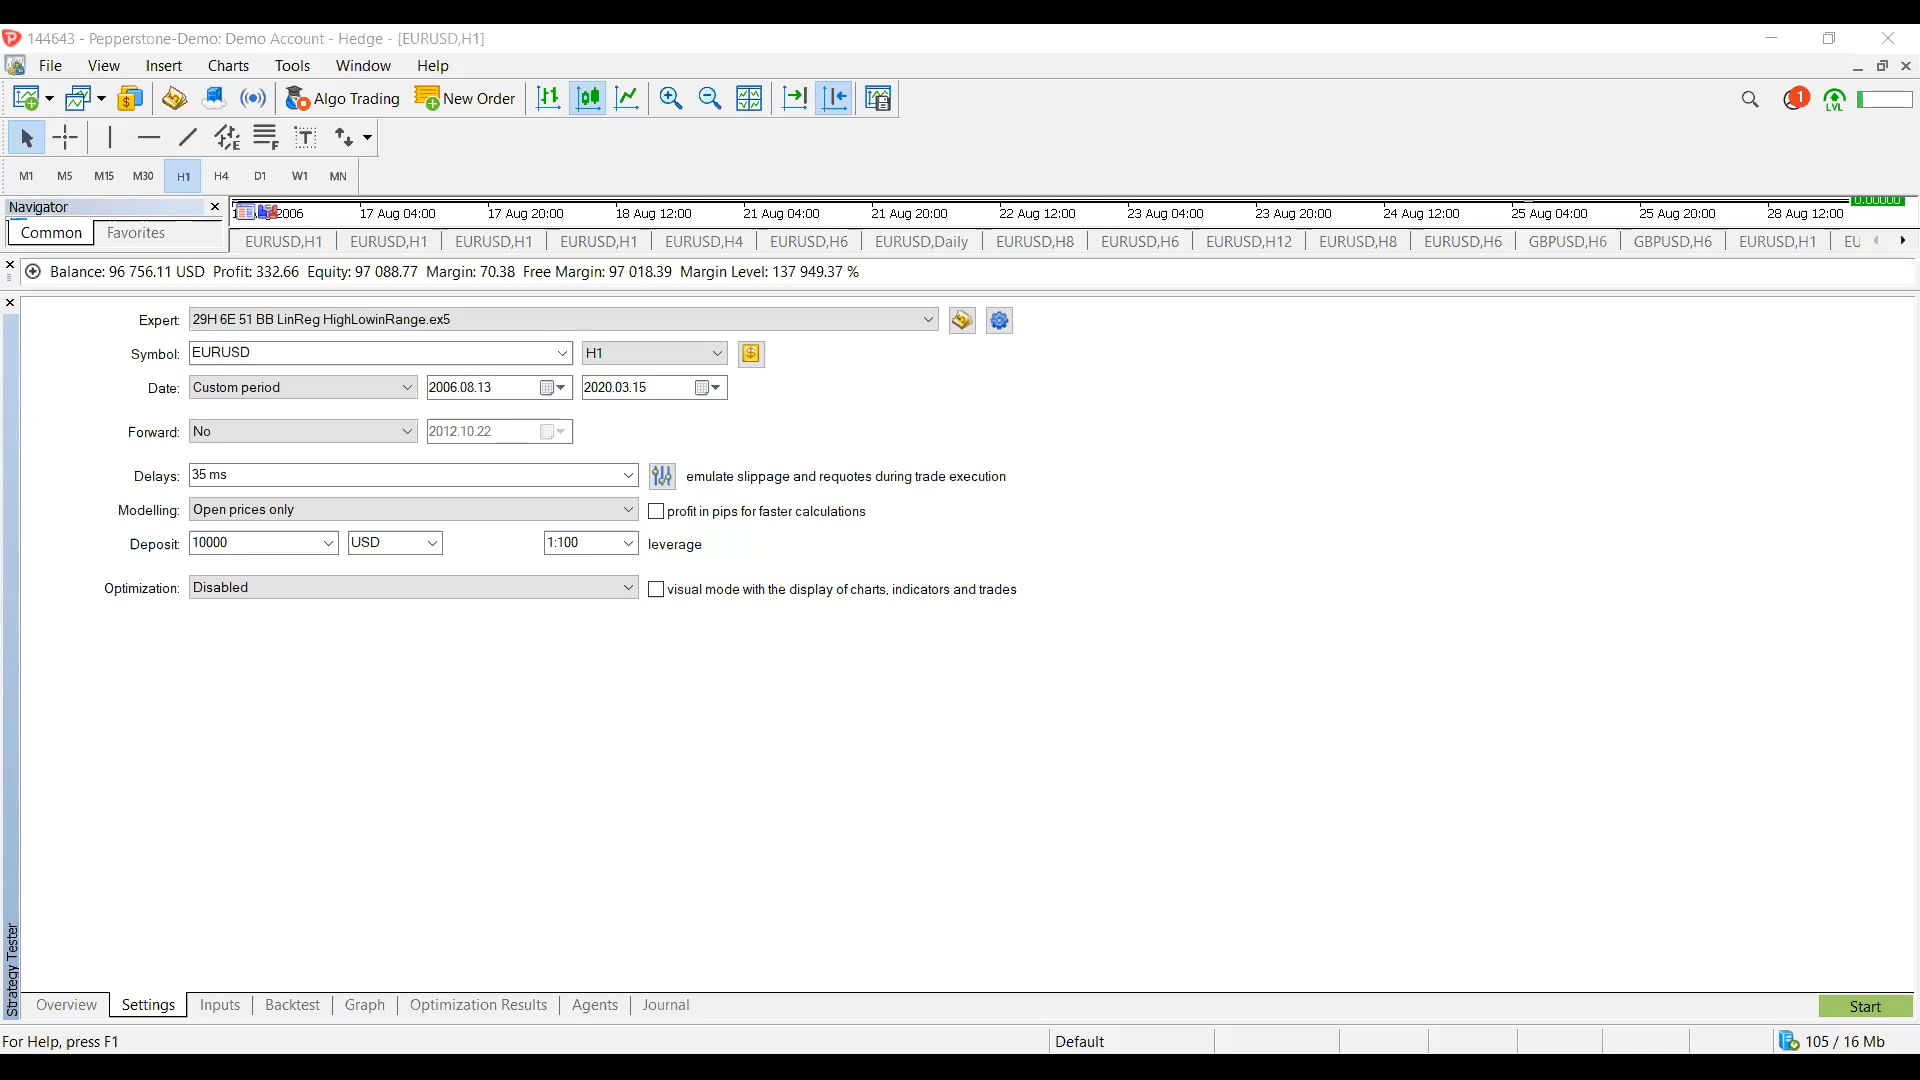 144643 - Pepperstone-Demo: Demo Account - Hedge - [EURUSD,H1]
File View Insert Charts Tools Window Help
Algo Trading New Order 1 LVL
E F T
M1 M5 M15 M30 H1 H4 D1 W1 MN
Navigator
2006 17 Aug 04:00 17 Aug 20:00 18 Aug 12:00 21 Aug 04:00 21 Aug 20:00 22 Aug 12:00 23 Aug 04:00 23 Aug 20:00 24 Aug 12:00 25 Aug 04:00 25 Aug 20:00 28 Aug 12:00 0.00000
Common Favorites
EURUSD,H1 EURUSD,H1 EURUSD,H1 EURUSD,H1 EURUSD,H4 EURUSD,H6 EURUSD,Daily EURUSD,H8 EURUSD,H6 EURUSD,H12 EURUSD,H8 EURUSD,H6 GBPUSD,H6 GBPUSD,H6 EURUSD,H1 EU
Balance: 96 756.11 USD Profit: 332.66 Equity: 97 088.77 Margin: 70.38 Free Margin: 97 018.39 Margin Level: 137 949.37 %
Expert: 29H 6E 51 BB LinReg HighLowinRange.ex5
Symbol: EURUSD H1
Date: Custom period 2006.08.13 2020.03.15
Forward: No 2012.10.22
Delays: 35 ms emulate slippage and requotes during trade execution
Modelling: Open prices only profit in pips for faster calculations
Deposit: 10000 USD 1:100 leverage
Optimization: Disabled visual mode with the display of charts, indicators and trades
Strategy Tester
Overview Settings Inputs Backtest Graph Optimization Results Agents Journal Start
For Help, press F1 Default 105 / 16 Mb